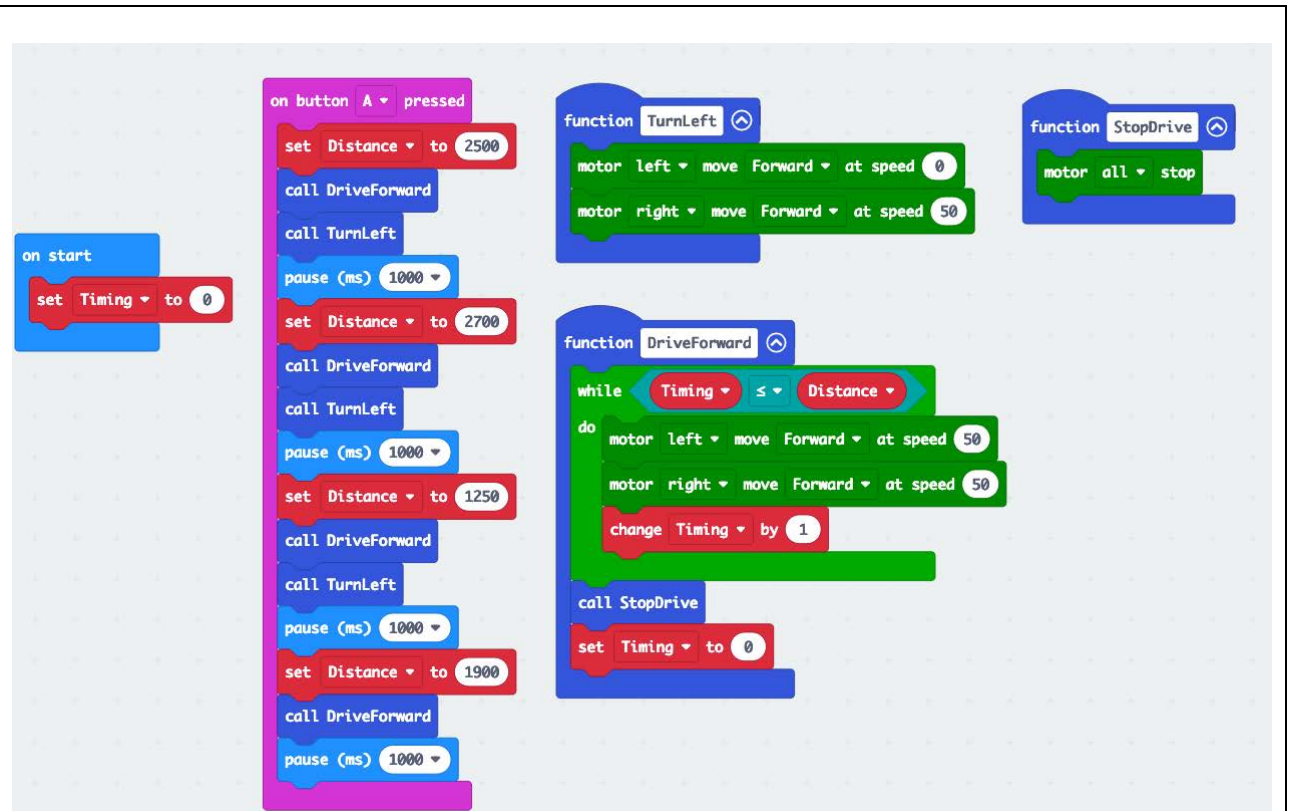 on start
set Timing to 0
on button A pressed
set Distance to 2500
call DriveForward
call TurnLeft
pause (ms) 1000
set Distance to 2700
call DriveForward
call TurnLeft
pause (ms) 1000
set Distance to 1250
call DriveForward
call TurnLeft
pause (ms) 1000
set Distance to 1900
call DriveForward
pause (ms) 1000
function TurnLeft
motor left move Forward at speed 0
motor right move Forward at speed 50
function DriveForward
while Timing ≤ Distance
do
motor left move Forward at speed 50
motor right move Forward at speed 50
change Timing by 1
call StopDrive
set Timing to 0
function StopDrive
motor all stop